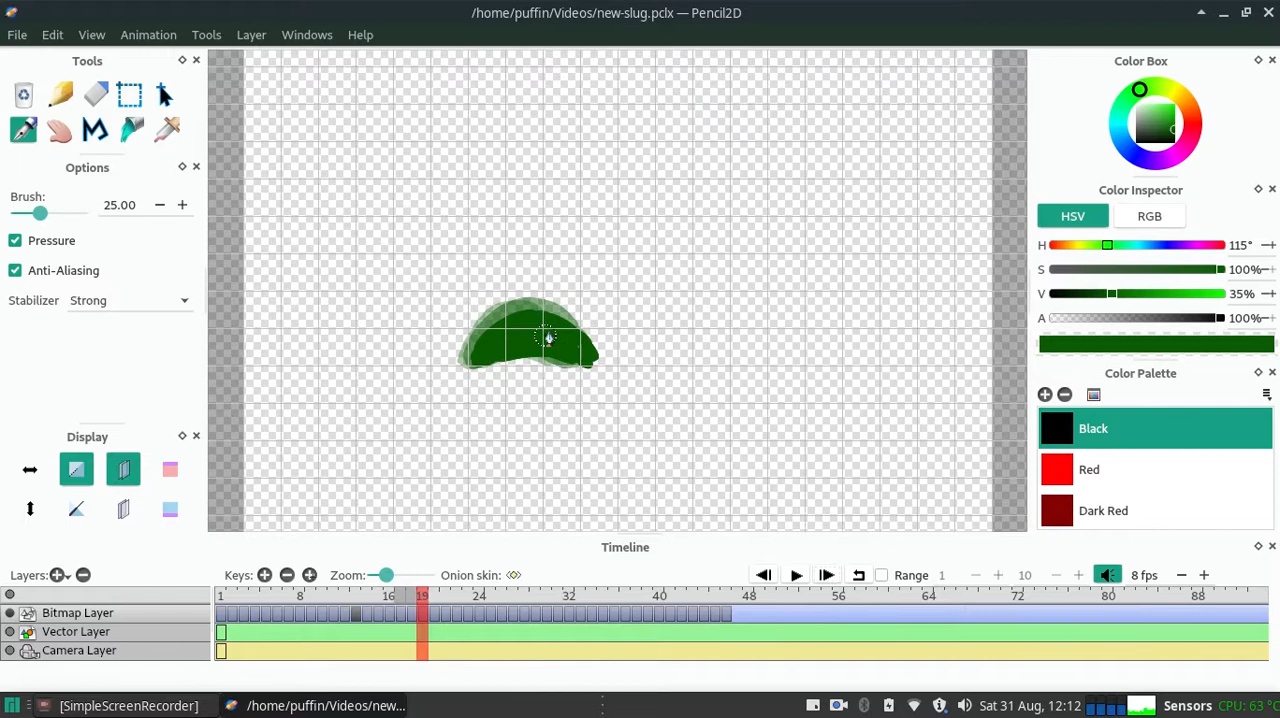 /home/puffin/Videos/new-slug.pclx — Pencil2D
File Edit View Animation Tools Layer Windows Help
Tools
Options
Brush:
25.00
Pressure
Anti-Aliasing
Stabilizer Strong
Display
Color Box
Color Inspector
HSV RGB
H 115°
S 100%
V 35%
A 100%
Color Palette
Black
Red
Dark Red
Timeline
Layers: Keys: Zoom: Onion skin: Range 1 10 8 fps
1 8 16 19 24 32 40 48 56 64 72 80 88
Bitmap Layer
Vector Layer
Camera Layer
[SimpleScreenRecorder] /home/puffin/Videos/new... Sat 31 Aug, 12:12 Sensors CPU: 63 °C